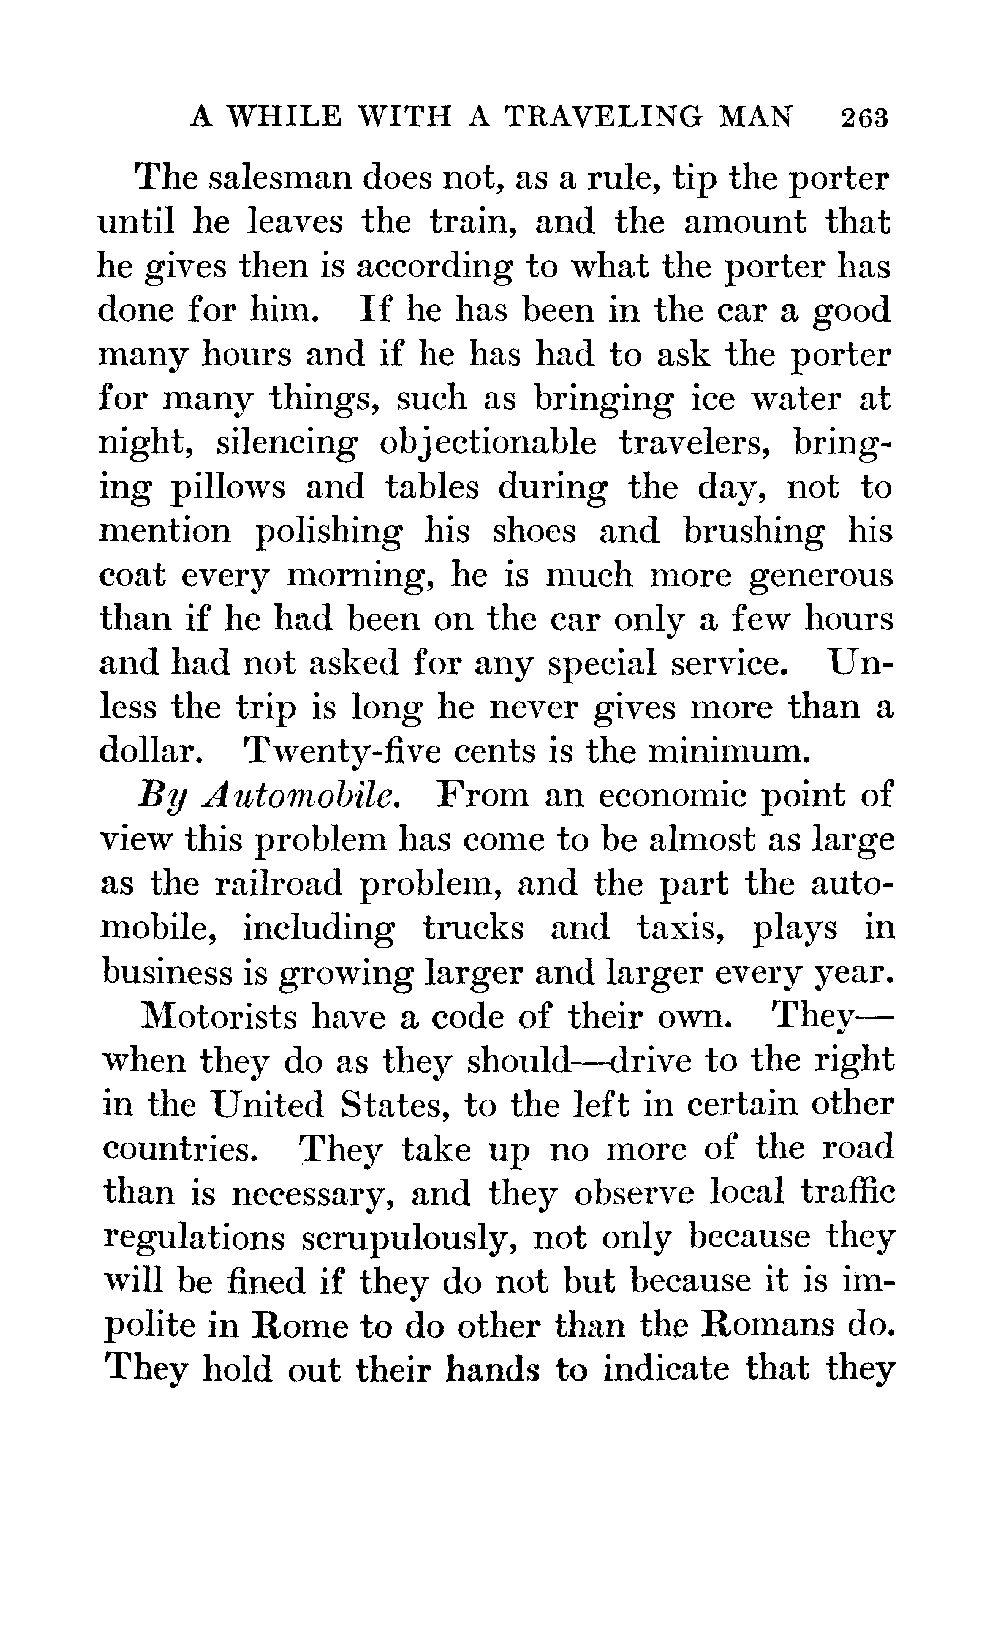 A WHILE WITH A TRAVELING MAN 263
The salesman does not, as a rule, tip the porter
until he leaves the train, and the amount that
he gives then is according to what the porter has
done for him. If he has been in the car a good
many hours and if he has had to ask the porter
for many things, such as bringing ice water at
night, silencing objectionable travelers, bring-
ing pillows and tables during the day, not to
mention polishing his shoes and brushing his
coat every morning, he is much more generous
than if he had been on the car only a few hours
and had not asked for any special service. Un-
less the trip is long he never gives more than a
dollar. Twenty-five cents is the minimum.
By Automobile. From an economic point of
view this problem has come to be almost as large
as the railroad problem, and the part the auto-
mobile, including trucks and taxis, plays in
business is growing larger and larger every year.
Motorists have a code of their own. They—
when they do as they should—drive to the right
in the United States, to the left in certain other
countries. They take up no more of the road
than is necessary, and they observe local traffic
regulations scrupulously, not only because they
will be fined if they do not but because it is im-
polite in Rome to do other than the Romans do.
They hold out their hands to indicate that they